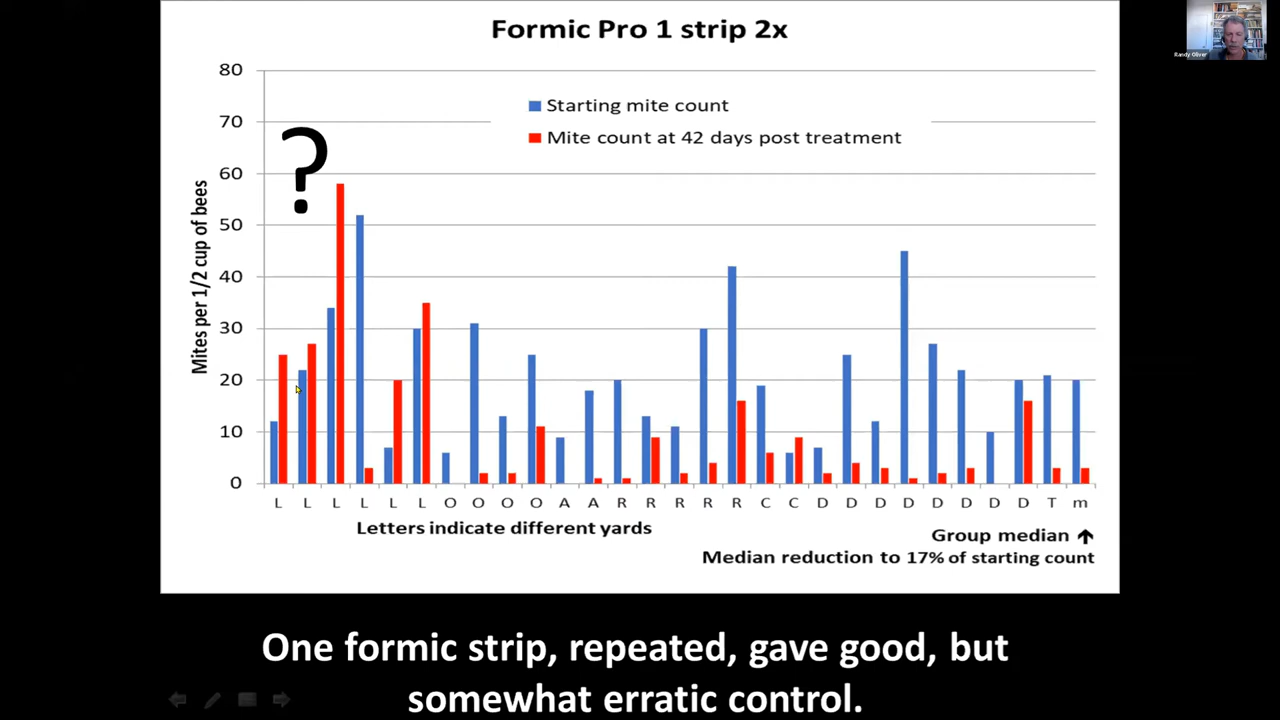 Formic Pro 1 strip 2x
Randy Oliver
80
70
60
50
40
30
20
10
0
Mites per 1/2 cup of bees
?
Starting mite count
Mite count at 42 days post treatment
L L L L L L O O O O A A R R R R R C C D D D D D D D D T m
Letters indicate different yards
Group median
Median reduction to 17% of starting count
One formic strip, repeated, gave good, but
somewhat erratic control.